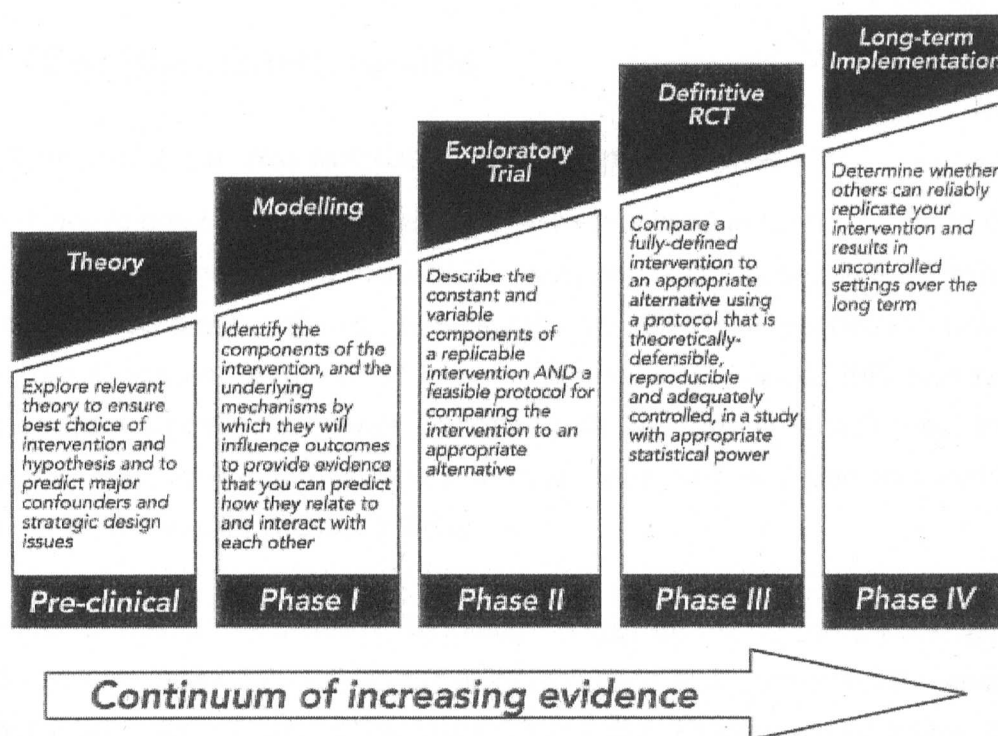 Theory
Explore relevant
theory to ensure
best choice of
intervention and
hypothesis and to
predict major
confounders and
strategic design
issues
Pre-clinical
Modelling
Identify the
components of the
intervention, and the
underlying
mechanisms by
which they will
influence outcomes
to provide evidence
that you can predict
how they relate to
and interact with
each other
Phase I
Exploratory
Trial
Describe the
constant and
variable
components of
a replicable
intervention AND a
feasible protocol for
comparing the
intervention to an
appropriate
alternative
Phase II
Definitive
RCT
Compare a
fully-defined
intervention to
an appropriate
alternative using
a protocol that is
theoretically-
defensible,
reproducible
and adequately
controlled, in a study
with appropriate
statistical power
Phase III
Long-term
Implementation
Determine whether
others can reliably
replicate your
intervention and
results in
uncontrolled
settings over the
long term
Phase IV
Continuum of increasing evidence